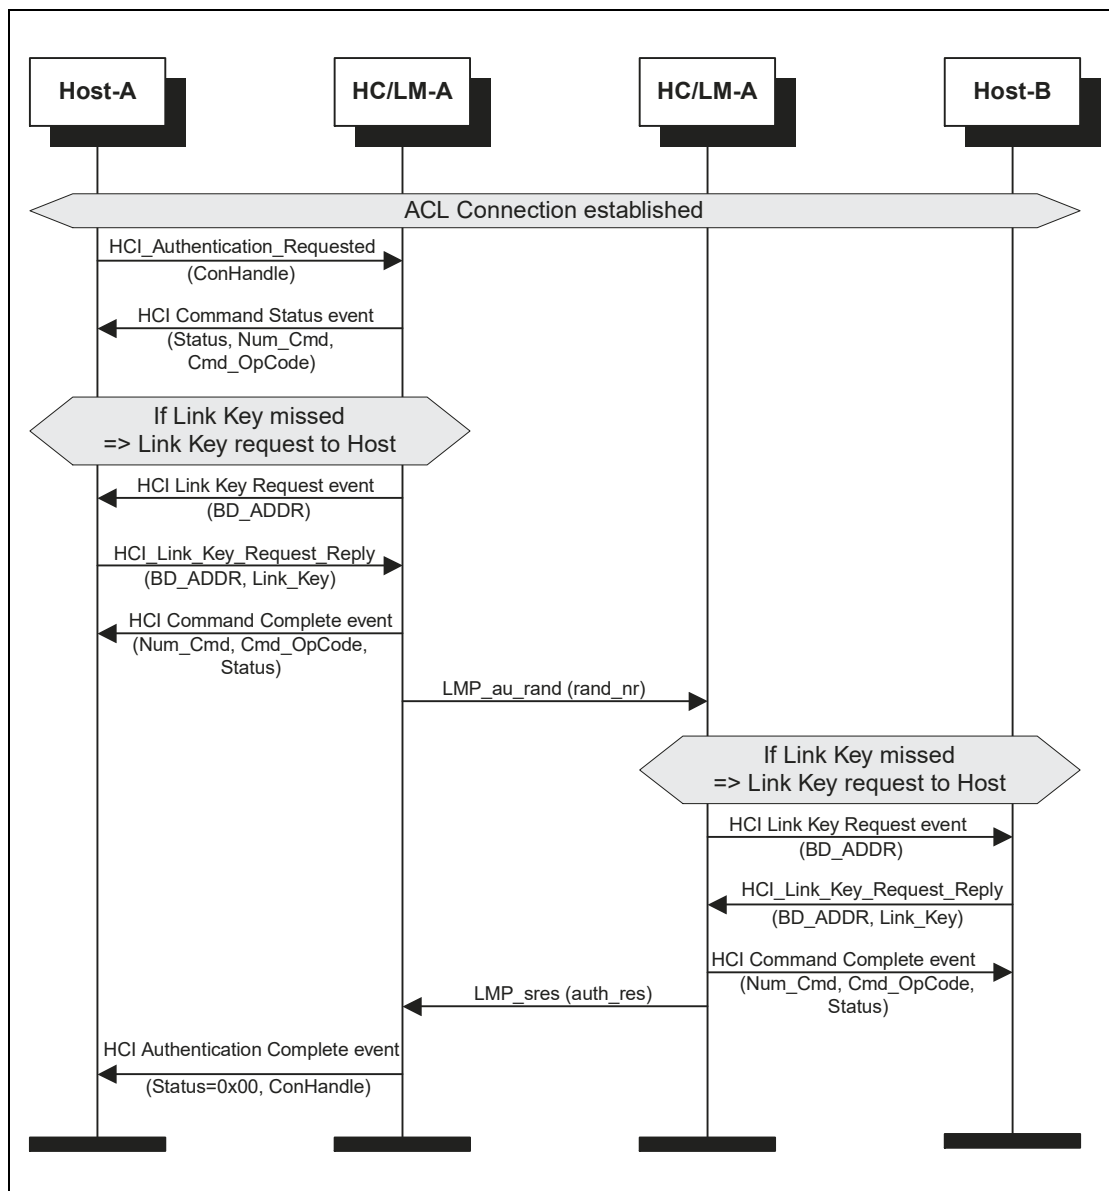 Host-A
HC/LM-A
HC/LM-A
Host-B
ACL Connection established
HCI_Authentication_Requested
(ConHandle)
HCI Command Status event
(Status, Num_Cmd,
Cmd_OpCode)
If Link Key missed
=> Link Key request to Host
HCI Link Key Request event
(BD_ADDR)
HCI_Link_Key_Request_Reply
(BD_ADDR, Link_Key)
HCI Command Complete event
(Num_Cmd, Cmd_OpCode,
Status)
LMP_au_rand (rand_nr)
If Link Key missed
=> Link Key request to Host
HCI Link Key Request event
(BD_ADDR)
HCI_Link_Key_Request_Reply
(BD_ADDR, Link_Key)
HCI Command Complete event
(Num_Cmd, Cmd_OpCode,
Status)
LMP_sres (auth_res)
HCI Authentication Complete event
(Status=0x00, ConHandle)